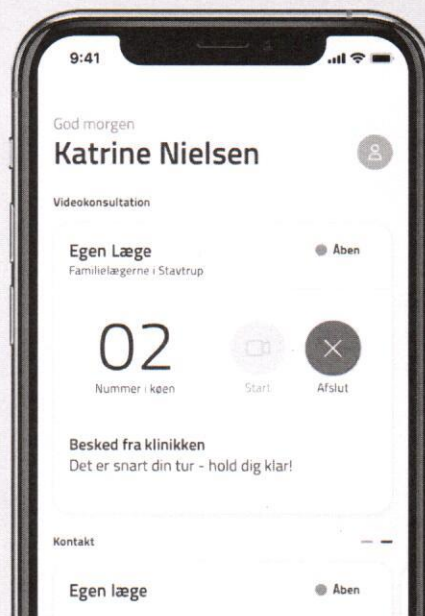 9:41
God morgen
Katrine Nielsen
Videokonsultation
Egen Læge
Åben
Familielægerne i Stavtrup
02
Nummer i køen
Start
Afslut
Besked fra klinikken
Det er snart din tur - hold dig klar!
Kontakt
Egen læge
Åben